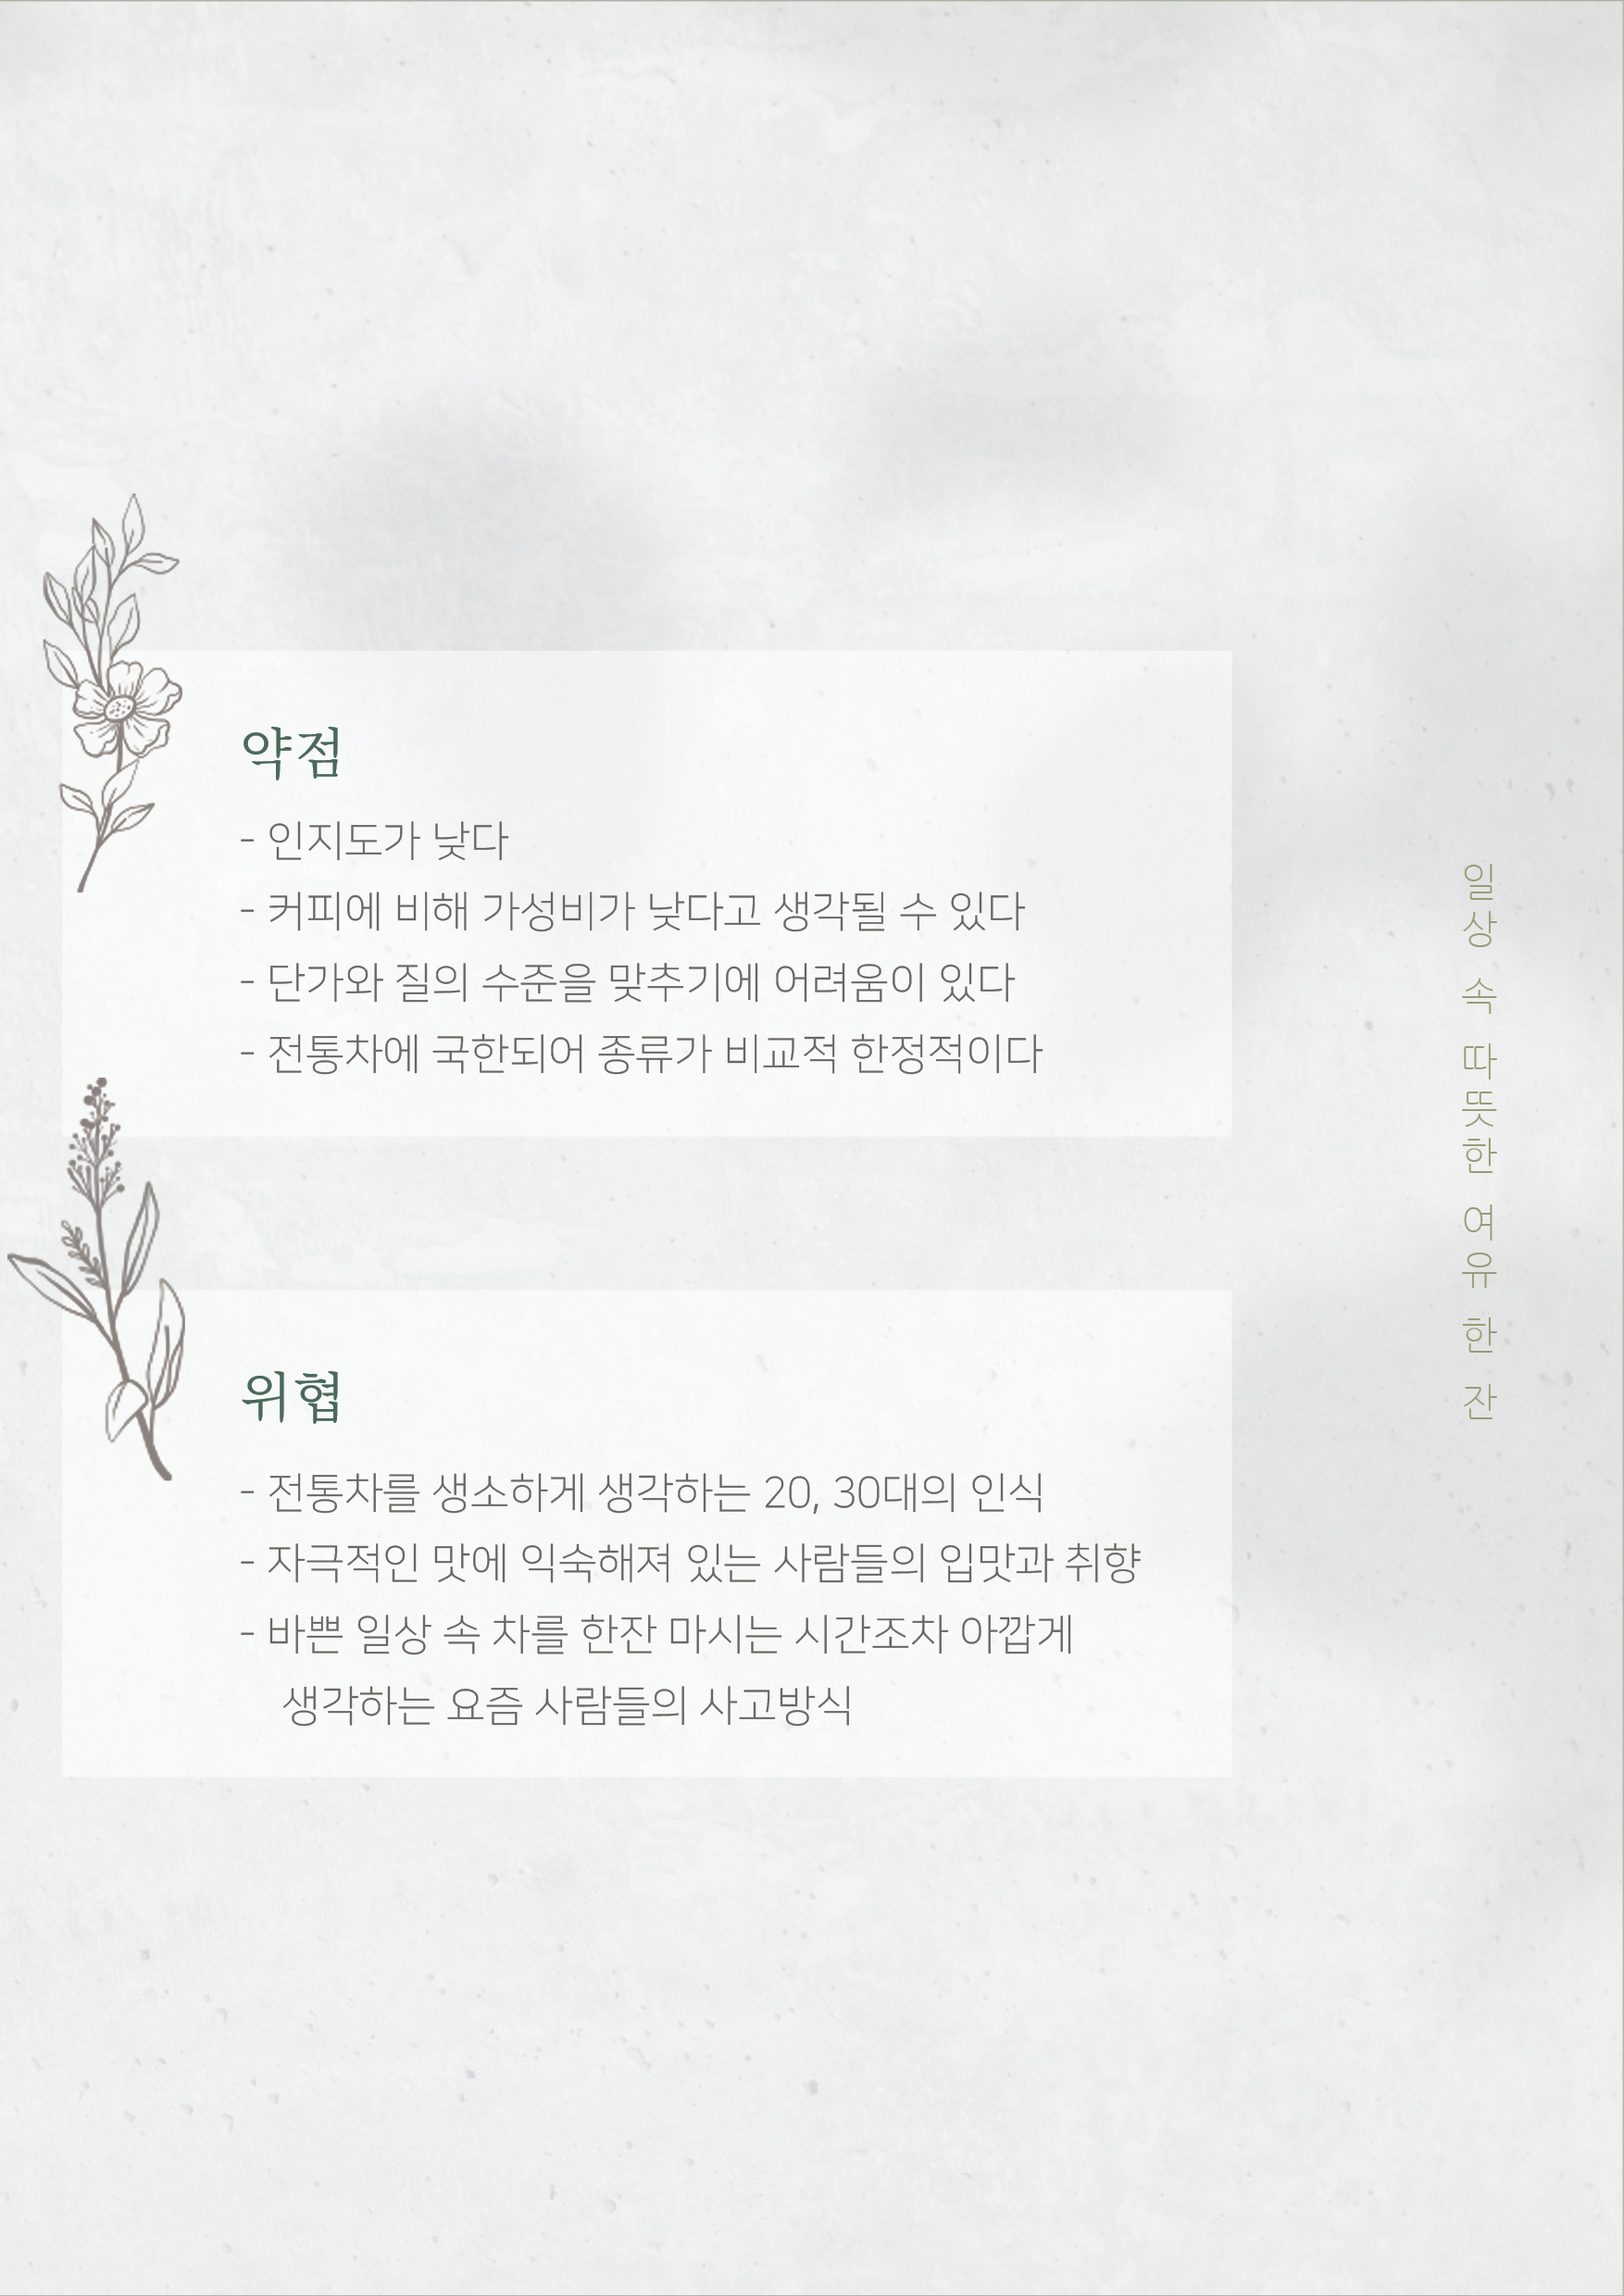 약점
- 인지도가 낮다
- 커피에 비해 가성비가 낮다고 생각될 수 있다
- 단가와 질의 수준을 맞추기에 어려움이 있다
- 전통차에 국한되어 종류가 비교적 한정적이다
위협
- 전통차를 생소하게 생각하는 20, 30대의 인식
- 자극적인 맛에 익숙해져 있는 사람들의 입맛과 취향
- 바쁜 일상 속 차를 한잔 마시는 시간조차 아깝게
생각하는 요즘 사람들의 사고방식
일상 속 따뜻한 여유 한 잔